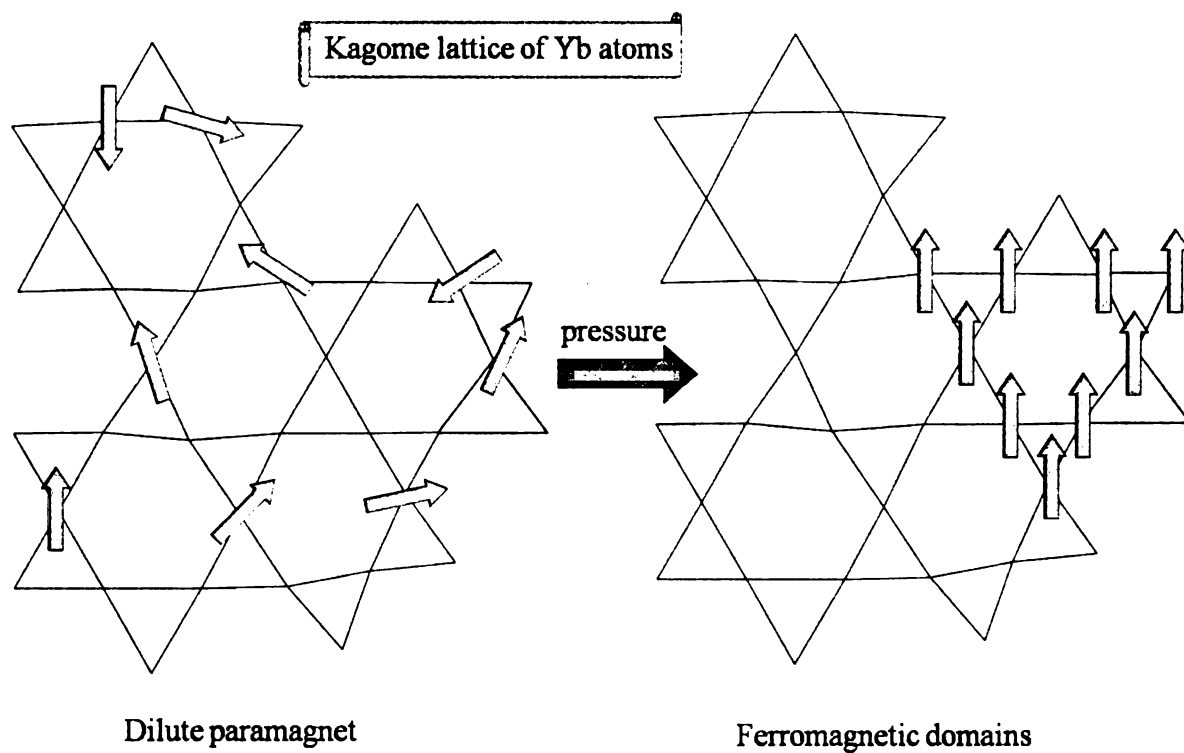 Kagome lattice of Yb atoms
pressure
Dilute paramagnet
Ferromagnetic domains